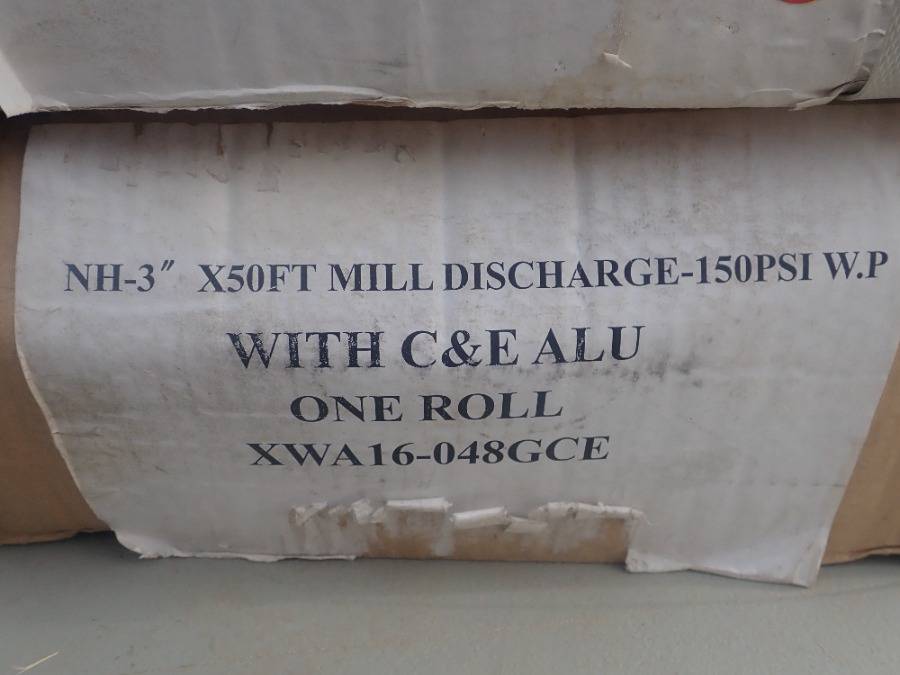 NH-3″ X50FT MILL DISCHARGE-150PSI W.P
WITH C&E ALU
ONE ROLL
XWA16-048GCE